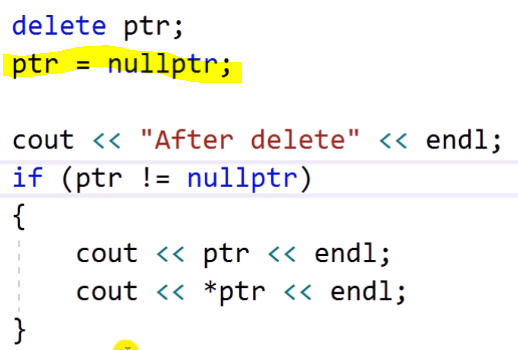 delete ptr;
ptr = nullptr;
cout << "After delete" << endl;
if (ptr != nullptr)
{
    cout << ptr << endl;
    cout << *ptr << endl;
}